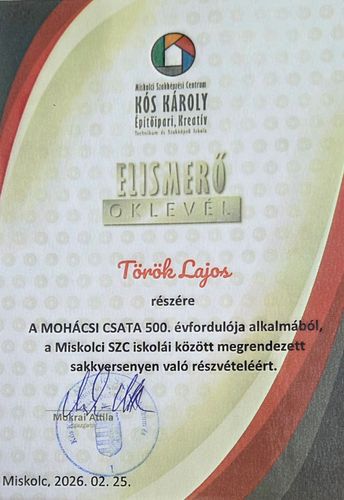 Miskolci Szakképzési Centrum
KÓS KÁROLY
Építőipari, Kreatív
Technikum és Szakképző Iskola
ELISMERŐ
OKLEVÉL
Török Lajos
részére
A MOHÁCSI CSATA 500. évfordulója alkalmából,
a Miskolci SZC iskolái között megrendezett
sakkversenyen való részvételéért.
Mokrai Attila
igazgató
Miskolc, 2026. 02. 25.